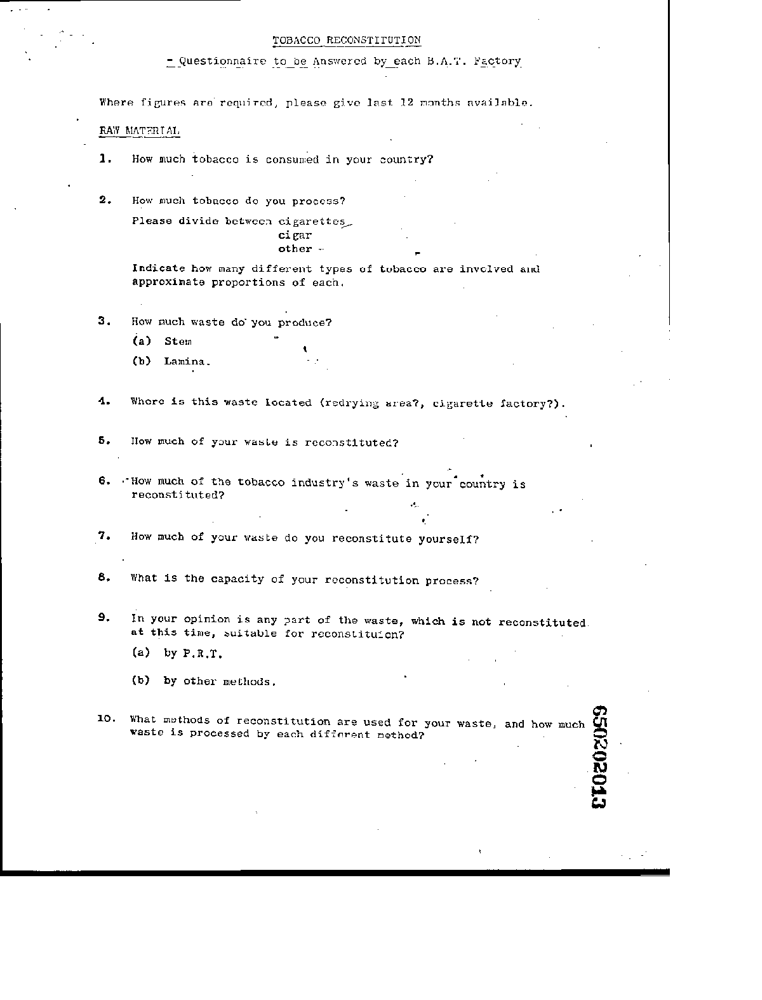 TOBACCO RECONSTITUTION
- Questionnaire to be Answered by each B.A.T. Factory
Where figures are required, please give last 12 months available.
RAW MATERIAL
1. How much tobacco is consumed in your country?
2. How much tobacco do you process?
Please divide between cigarettes
cigar
other -
Indicate how many different types of tobacco are involved and
approximate proportions of each.
3. How much waste do you produce?
(a) Stem
(b) Lamina.
4. Where is this waste located (redrying area?, cigarette factory?).
5. How much of your waste is reconstituted?
6. How much of the tobacco industry's waste in your country is
reconstituted?
7. How much of your waste do you reconstitute yourself?
8. What is the capacity of your reconstitution process?
9. In your opinion is any part of the waste, which is not reconstituted
at this time, suitable for reconstituion?
(a) by P.R.T.
(b) by other methods.
10. What methods of reconstitution are used for your waste, and how much
waste is processed by each different method?
650202013